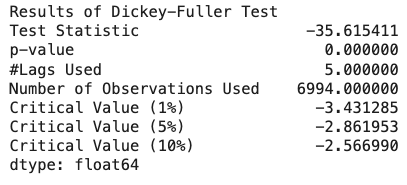 Results of Dickey-Fuller Test
Test Statistic -35.615411
p-value 0.000000
#Lags Used 5.000000
Number of Observations Used 6994.000000
Critical Value (1%) -3.431285
Critical Value (5%) -2.861953
Critical Value (10%) -2.566990
dtype: float64